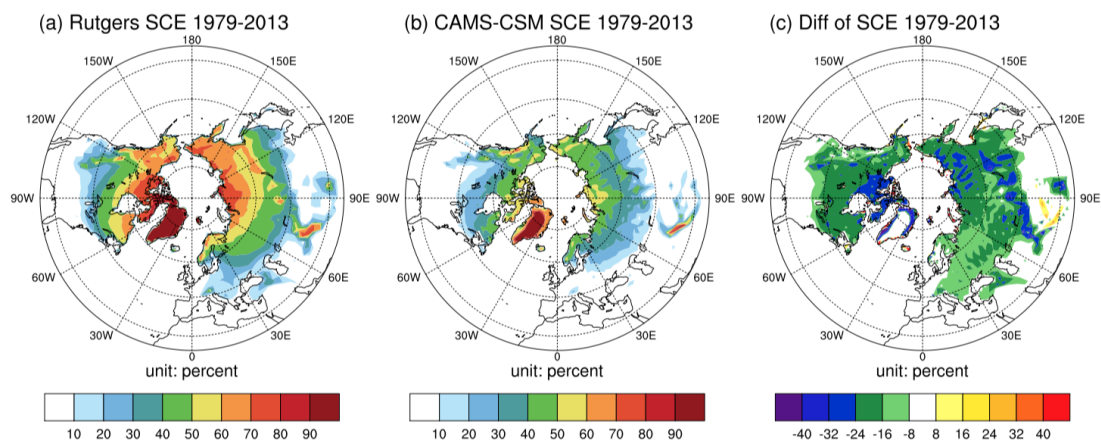 (a) Rutgers SCE 1979-2013
180
150W
150E
120W
120E
90W
90E
60W
60E
30W
30E
0
unit: percent
10 20 30 40 50 60 70 80 90
(b) CAMS-CSM SCE 1979-2013
180
150W
150E
120W
120E
90W
90E
60W
60E
30W
30E
0
unit: percent
10 20 30 40 50 60 70 80 90
(c) Diff of SCE 1979-2013
180
150W
150E
120W
120E
90W
90E
60W
60E
30W
30E
0
unit: percent
-40 -32 -24 -16 -8 8 16 24 32 40